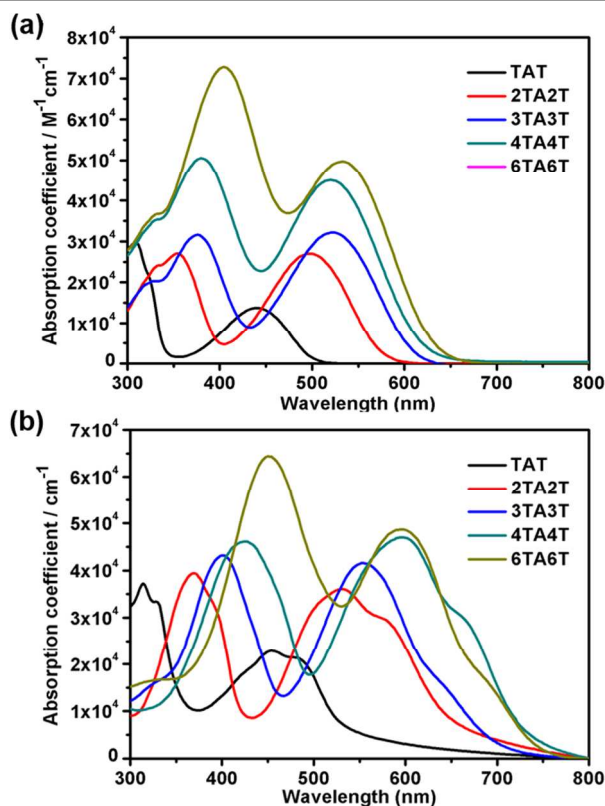 (a)
8x10⁴
7x10⁴
6x10⁴
5x10⁴
4x10⁴
3x10⁴
2x10⁴
1x10⁴
0
Absorption coefficient / M⁻¹ cm⁻¹
TAT
2TA2T
3TA3T
4TA4T
6TA6T
300 400 500 600 700 800
Wavelength (nm)
(b)
7x10⁴
6x10⁴
5x10⁴
4x10⁴
3x10⁴
2x10⁴
1x10⁴
0
Absorption coefficient / cm⁻¹
TAT
2TA2T
3TA3T
4TA4T
6TA6T
300 400 500 600 700 800
Wavelength (nm)